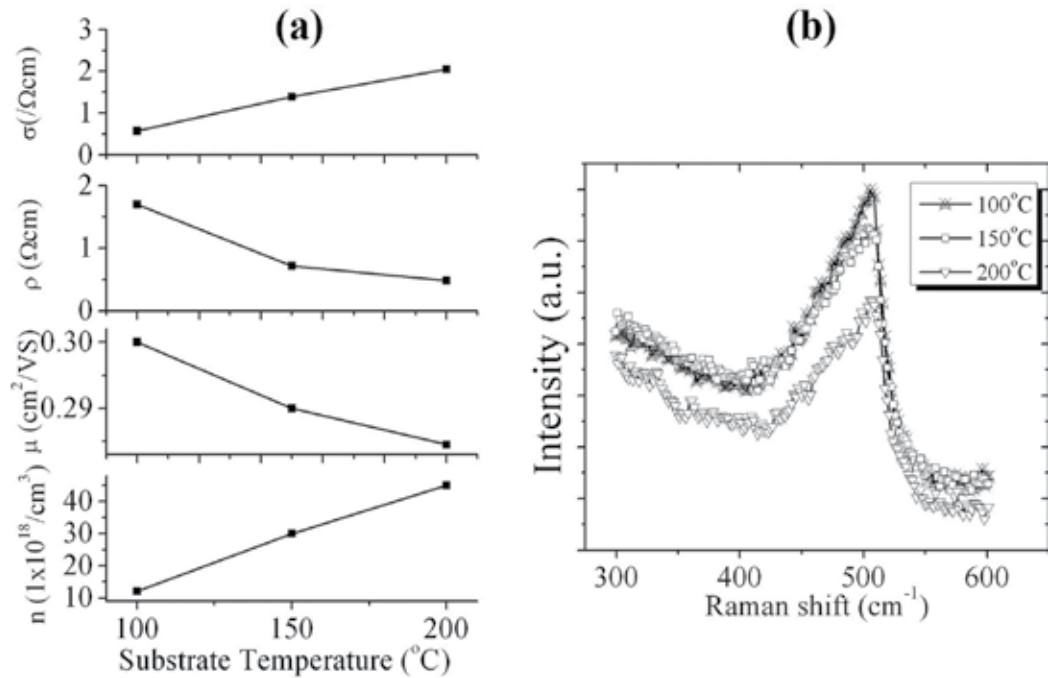 (a)
σ(/Ωcm)
3
2
1
0
ρ (Ωcm)
2
1
0
μ (cm²/VS)
0.30
0.29
n (1x10¹⁸/cm³)
40
30
20
10
100 150 200
Substrate Temperature (°C)
(b)
Intensity (a.u.)
100°C
150°C
200°C
300 400 500 600
Raman shift (cm⁻¹)